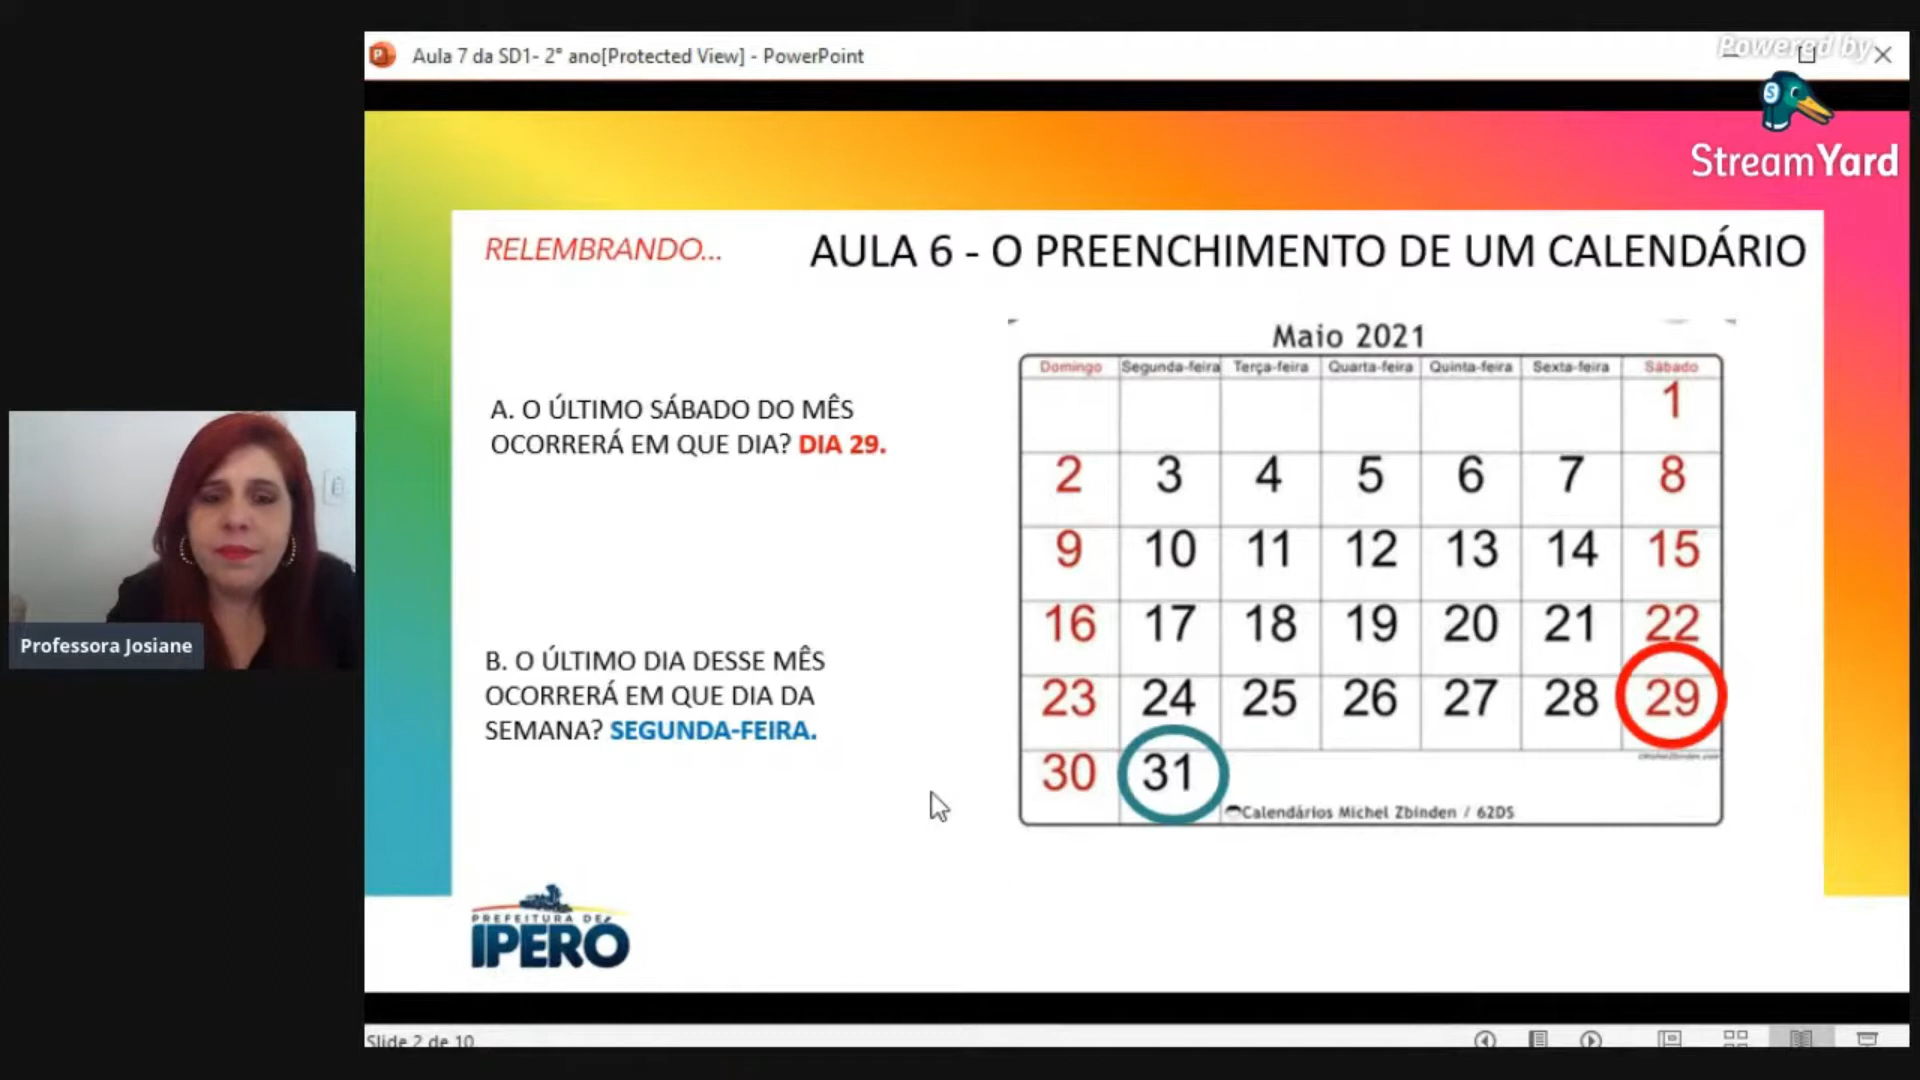 Aula 7 da SD1- 2° ano[Protected View] - PowerPoint
Powered by
StreamYard
RELEMBRANDO...
AULA 6 - O PREENCHIMENTO DE UM CALENDÁRIO
A. O ÚLTIMO SÁBADO DO MÊS
OCORRERÁ EM QUE DIA? DIA 29.
B. O ÚLTIMO DIA DESSE MÊS
OCORRERÁ EM QUE DIA DA
SEMANA? SEGUNDA-FEIRA.
Maio 2021
Domingo Segunda-feira Terça-feira Quarta-feira Quinta-feira Sexta-feira Sábado
1
2 3 4 5 6 7 8
9 10 11 12 13 14 15
16 17 18 19 20 21 22
23 24 25 26 27 28 29
30 31
Calendários Michel Zbinden / 62DS
Professora Josiane
PREFEITURA DE
IPERÓ
Slide 2 de 10